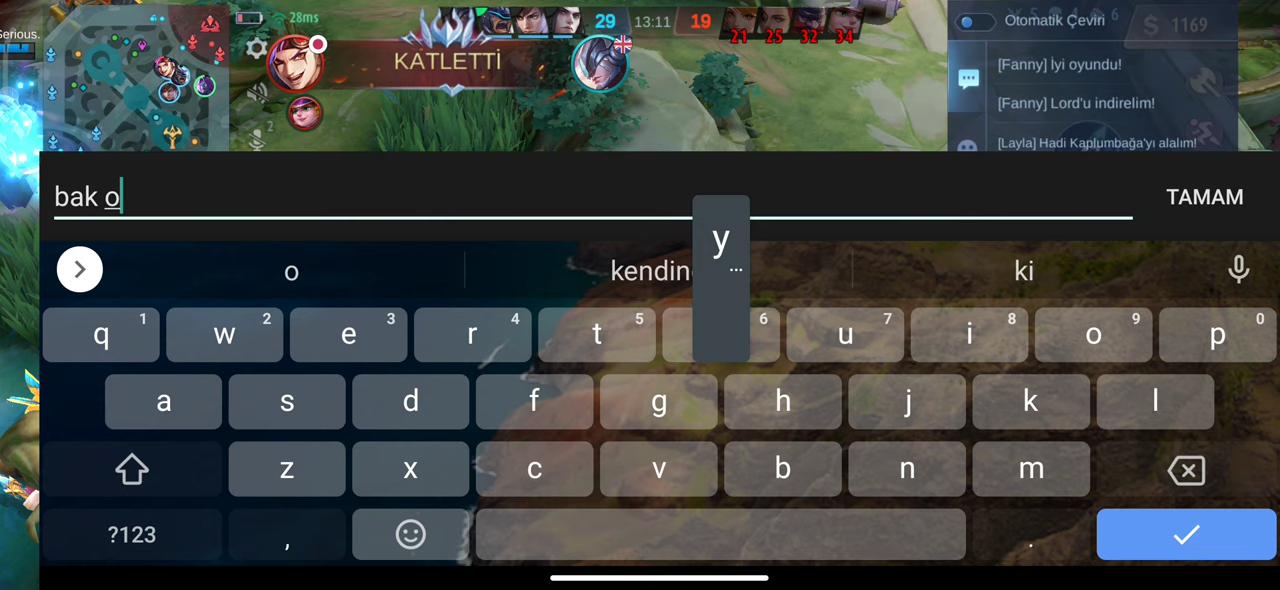 Serious.
28ms
29 13:11 19
21 25 32 34
KATLETTİ
2
Otomatik Çeviri
$ 1169
[Fanny] İyi oyundu!
[Fanny] Lord'u indirelim!
[Layla] Hadi Kaplumbağa'yı alalım!
bak o
TAMAM
y
...
o kendin ki
q 1 w 2 e 3 r 4 t 5 6 u 7 i 8 o 9 p 0
a s d f g h j k l
z x c v b n m
?123 , .